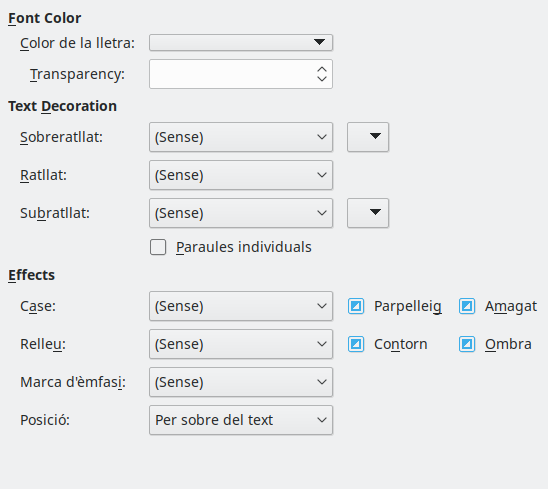 Font Color
Color de la lletra:
Transparency:
Text Decoration
Sobreratllat: (Sense)
Ratllat: (Sense)
Subratllat: (Sense)
Paraules individuals
Effects
Case: (Sense) Parpelleig Amagat
Relleu: (Sense) Contorn Ombra
Marca d'èmfasi: (Sense)
Posició: Per sobre del text